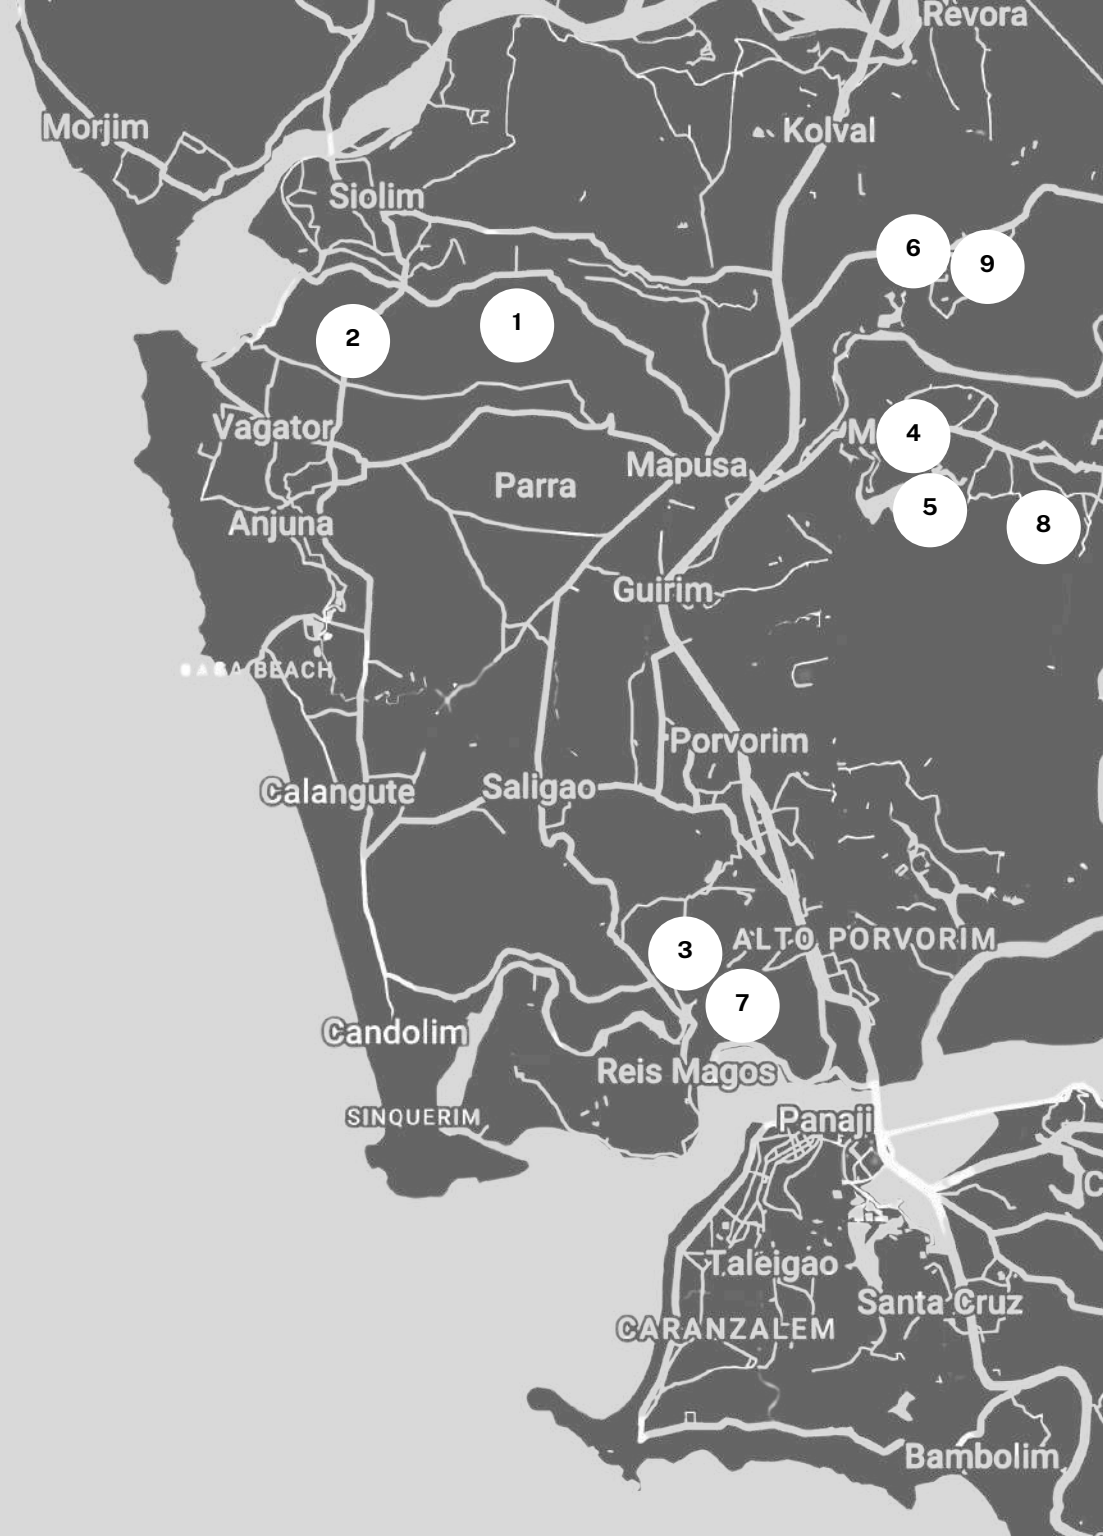 Revora
Morjim
Kolval
Siolim
6
9
1
2
Vagator
4
Mapusa
Parra
5
Anjuna
8
Guirim
BEACH
Porvorim
Calangute
Saligao
3
ALTO PORVORIM
7
Candolim
Reis Magos
SINQUERIM
Panaji
Taleigao
Santa Cruz
CARANZALEM
Bambolim